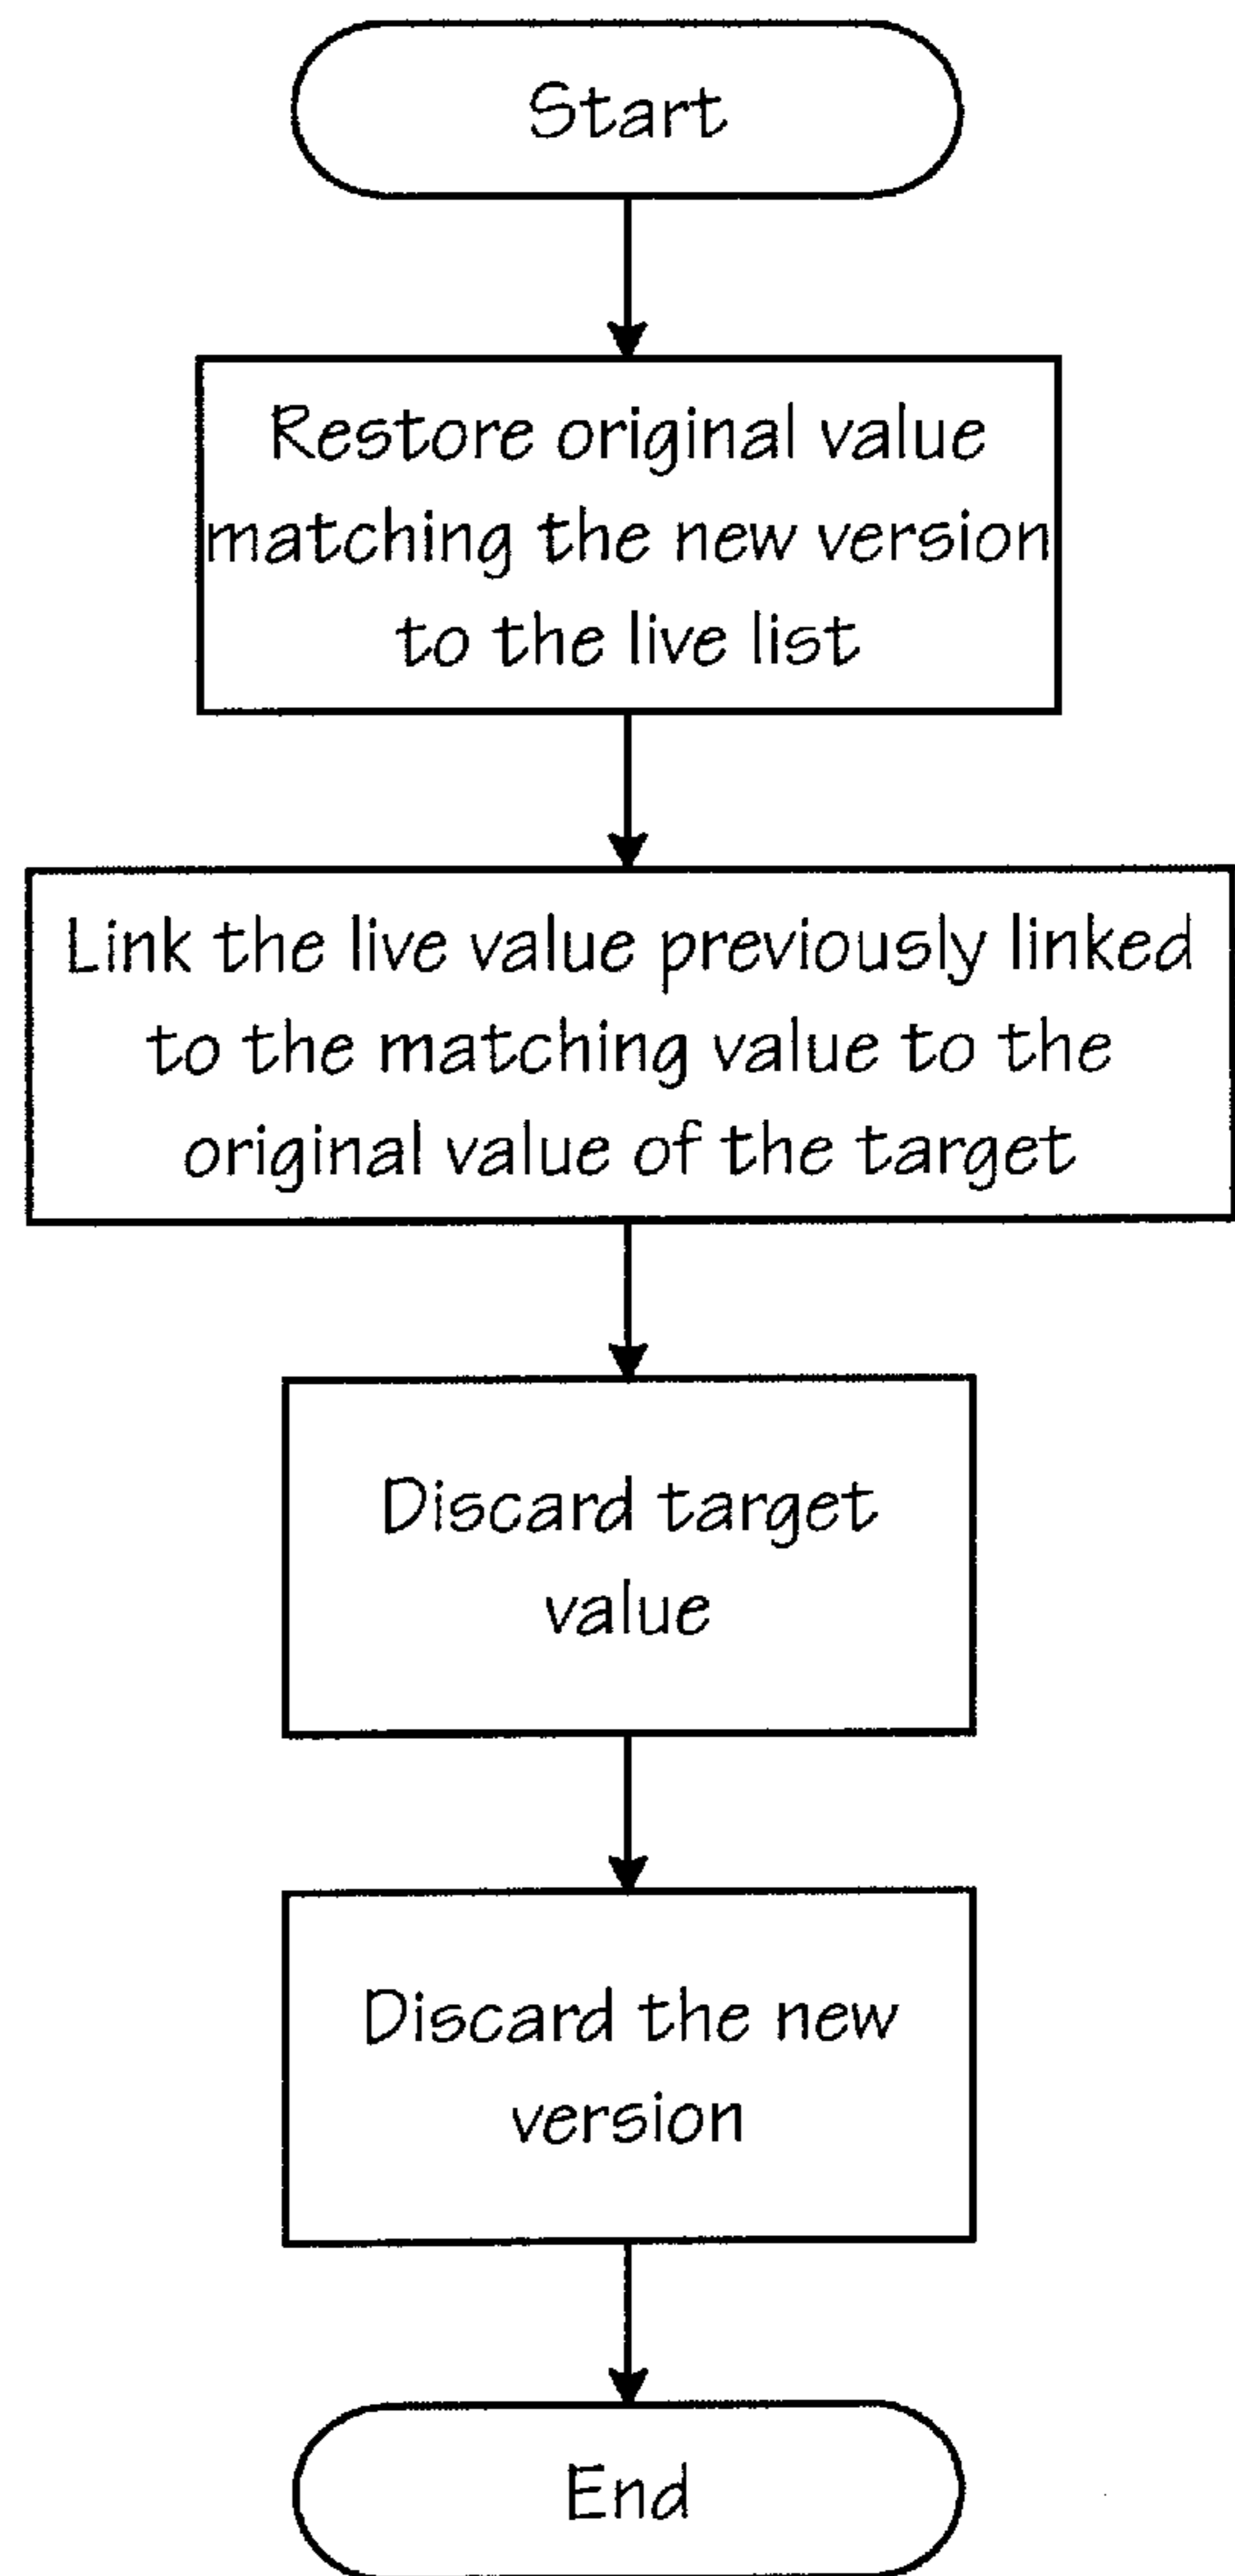 Start
Restore original value
matching the new version
to the live list
Link the live value previously linked
to the matching value to the
original value of the target
Discard target
value
Discard the new
version
End